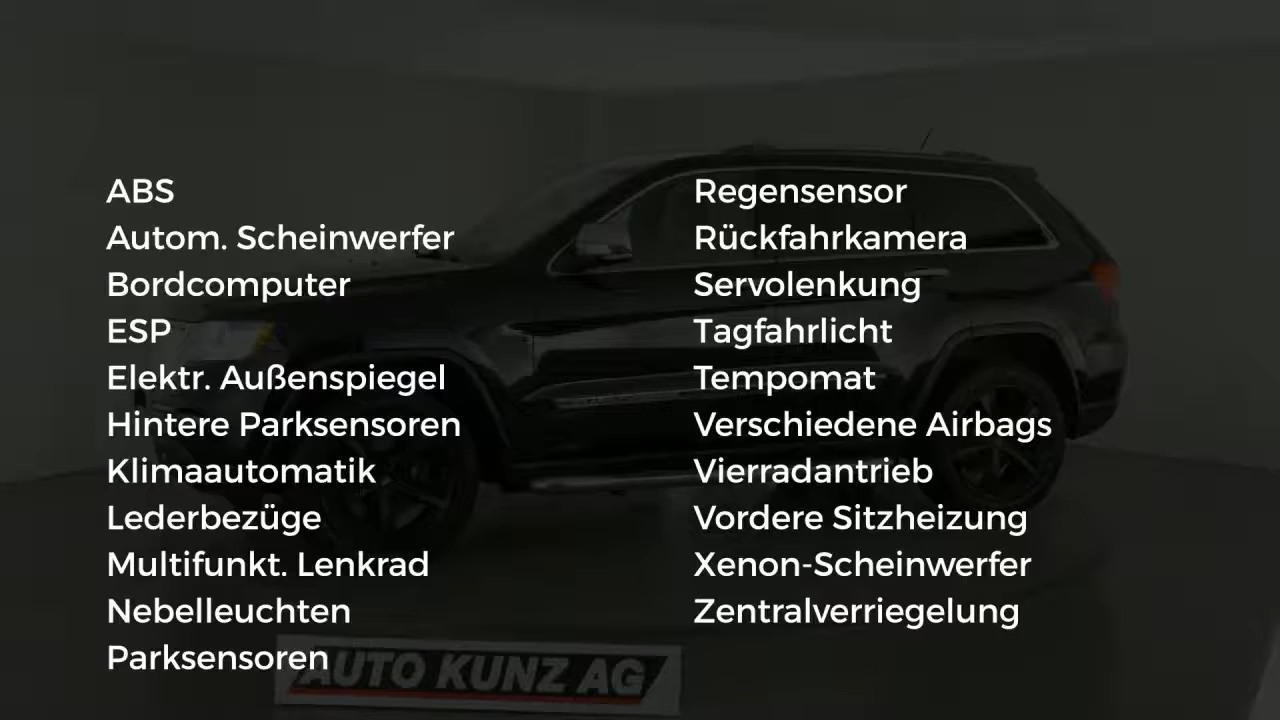 ABS
Autom. Scheinwerfer
Bordcomputer
ESP
Elektr. Außenspiegel
Hintere Parksensoren
Klimaautomatik
Lederbezüge
Multifunkt. Lenkrad
Nebelleuchten
Parksensoren
Regensensor
Rückfahrkamera
Servolenkung
Tagfahrlicht
Tempomat
Verschiedene Airbags
Vierradantrieb
Vordere Sitzheizung
Xenon-Scheinwerfer
Zentralverriegelung
AUTO KUNZ AG